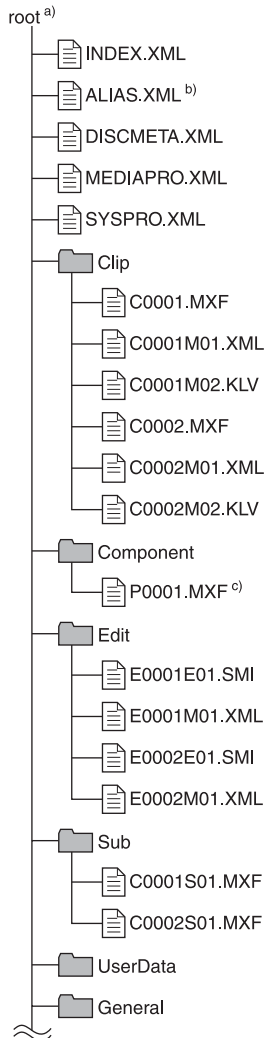 root a)
INDEX.XML
ALIAS.XML b)
DISCMETA.XML
MEDIAPRO.XML
SYSPRO.XML
Clip
C0001.MXF
C0001M01.XML
C0001M02.KLV
C0002.MXF
C0002M01.XML
C0002M02.KLV
Component
P0001.MXF c)
Edit
E0001E01.SMI
E0001M01.XML
E0002E01.SMI
E0002M01.XML
Sub
C0001S01.MXF
C0002S01.MXF
UserData
General